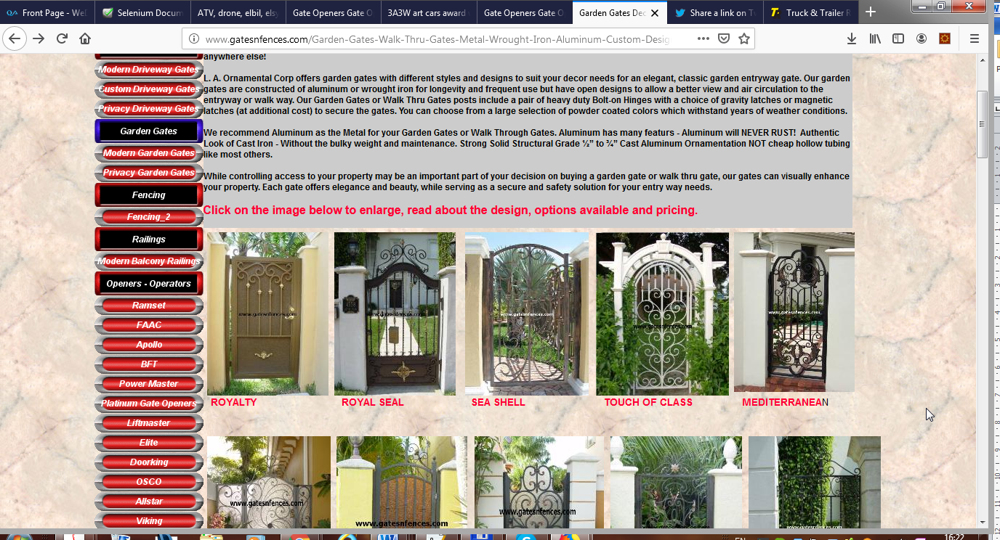 Front Page - We
Selenium Docum
ATV, drone, elbil, els
Gate Openers Gate O
3A3W art cars award
Gate Openers Gate O
Garden Gates Dec
Share a link on T
Truck & Trailer R
www.gatesnfences.com/Garden-Gates-Walk-Thru-Gates-Metal-Wrought-Iron-Aluminum-Custom-Desig
Modern Driveway Gates
Custom Driveway Gates
Privacy Driveway Gates
Garden Gates
Modern Garden Gates
Privacy Garden Gates
Fencing
Fencing_2
Railings
Modern Balcony Railings
Openers - Operators
Ramset
FAAC
Apollo
BFT
Power Master
Platinum Gate Openers
Liftmaster
Elite
Doorking
OSCO
Allstar
Viking
anywhere else!
L. A. Ornamental Corp offers garden gates with different styles and designs to suit your decor needs for an elegant, classic garden entryway gate. Our garden
gates are constructed of aluminum or wrought iron for longevity and frequent use but have open designs to allow a better view and air circulation to the
entryway or walk way. Our Garden Gates or Walk Thru Gates posts include a pair of heavy duty Bolt-on Hinges with a choice of gravity latches or magnetic
latches (at additional cost) to secure the gates. You can choose from a large selection of powder coated colors which withstand years of weather conditions.
We recommend Aluminum as the Metal for your Garden Gates or Walk Through Gates. Aluminum has many featurs - Aluminum will NEVER RUST! Authentic
Look of Cast Iron - Without the bulky weight and maintenance. Strong Solid Structural Grade ½” to ¾” Cast Aluminum Ornamentation NOT cheap hollow tubing
like most others.
While controlling access to your property may be an important part of your decision on buying a garden gate or walk thru gate, our gates can visually enhance
your property. Each gate offers elegance and beauty, while serving as a secure and safety solution for your entry way needs.
Click on the image below to enlarge, read about the design, options available and pricing.
www.gatesnfences.com
www.gatesnfences.com
www.gatesnfences.com
www.gatesnfences.com
www.gatesnfences.com
ROYALTY
ROYAL SEAL
SEA SHELL
TOUCH OF CLASS
MEDITERRANEAN
www.gatesnfences.com
www.gatesnfences.com
www.gatesnfences.com
www.gatesnfences.com
www.gatesnfences.com
EN
16:22